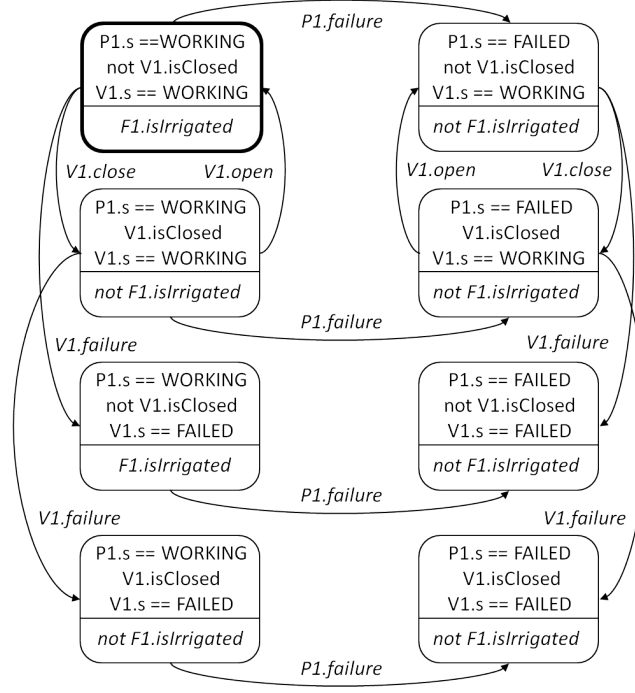 P1.failure
P1.s ==WORKING
not V1.isClosed
V1.s == WORKING
F1.isIrrigated
P1.s == FAILED
not V1.isClosed
V1.s == WORKING
not F1.isIrrigated
V1.close
V1.open
V1.open
V1.close
P1.s == WORKING
V1.isClosed
V1.s == WORKING
not F1.isIrrigated
P1.s == FAILED
V1.isClosed
V1.s == WORKING
not F1.isIrrigated
P1.failure
V1.failure
V1.failure
P1.s == WORKING
not V1.isClosed
V1.s == FAILED
F1.isIrrigated
P1.s == FAILED
not V1.isClosed
V1.s == FAILED
not F1.isIrrigated
P1.failure
V1.failure
V1.failure
P1.s == WORKING
V1.isClosed
V1.s == FAILED
not F1.isIrrigated
P1.s == FAILED
V1.isClosed
V1.s == FAILED
not F1.isIrrigated
P1.failure